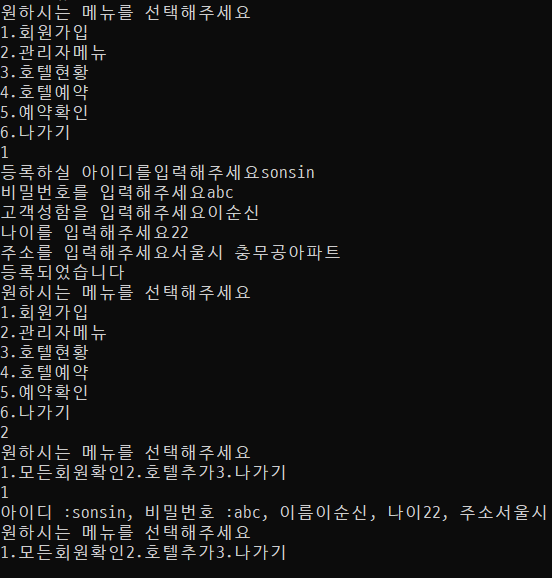 원하시는 메뉴를 선택해주세요
1.회원가입
2.관리자메뉴
3.호텔현황
4.호텔예약
5.예약확인
6.나가기
1
등록하실 아이디를입력해주세요sonsin
비밀번호를 입력해주세요abc
고객성함을 입력해주세요이순신
나이를 입력해주세요22
주소를 입력해주세요서울시 충무공아파트
등록되었습니다
원하시는 메뉴를 선택해주세요
1.회원가입
2.관리자메뉴
3.호텔현황
4.호텔예약
5.예약확인
6.나가기
2
원하시는 메뉴를 선택해주세요
1.모든회원확인2.호텔추가3.나가기
1
아이디 :sonsin, 비밀번호 :abc, 이름이순신, 나이22, 주소서울시
원하시는 메뉴를 선택해주세요
1.모든회원확인2.호텔추가3.나가기